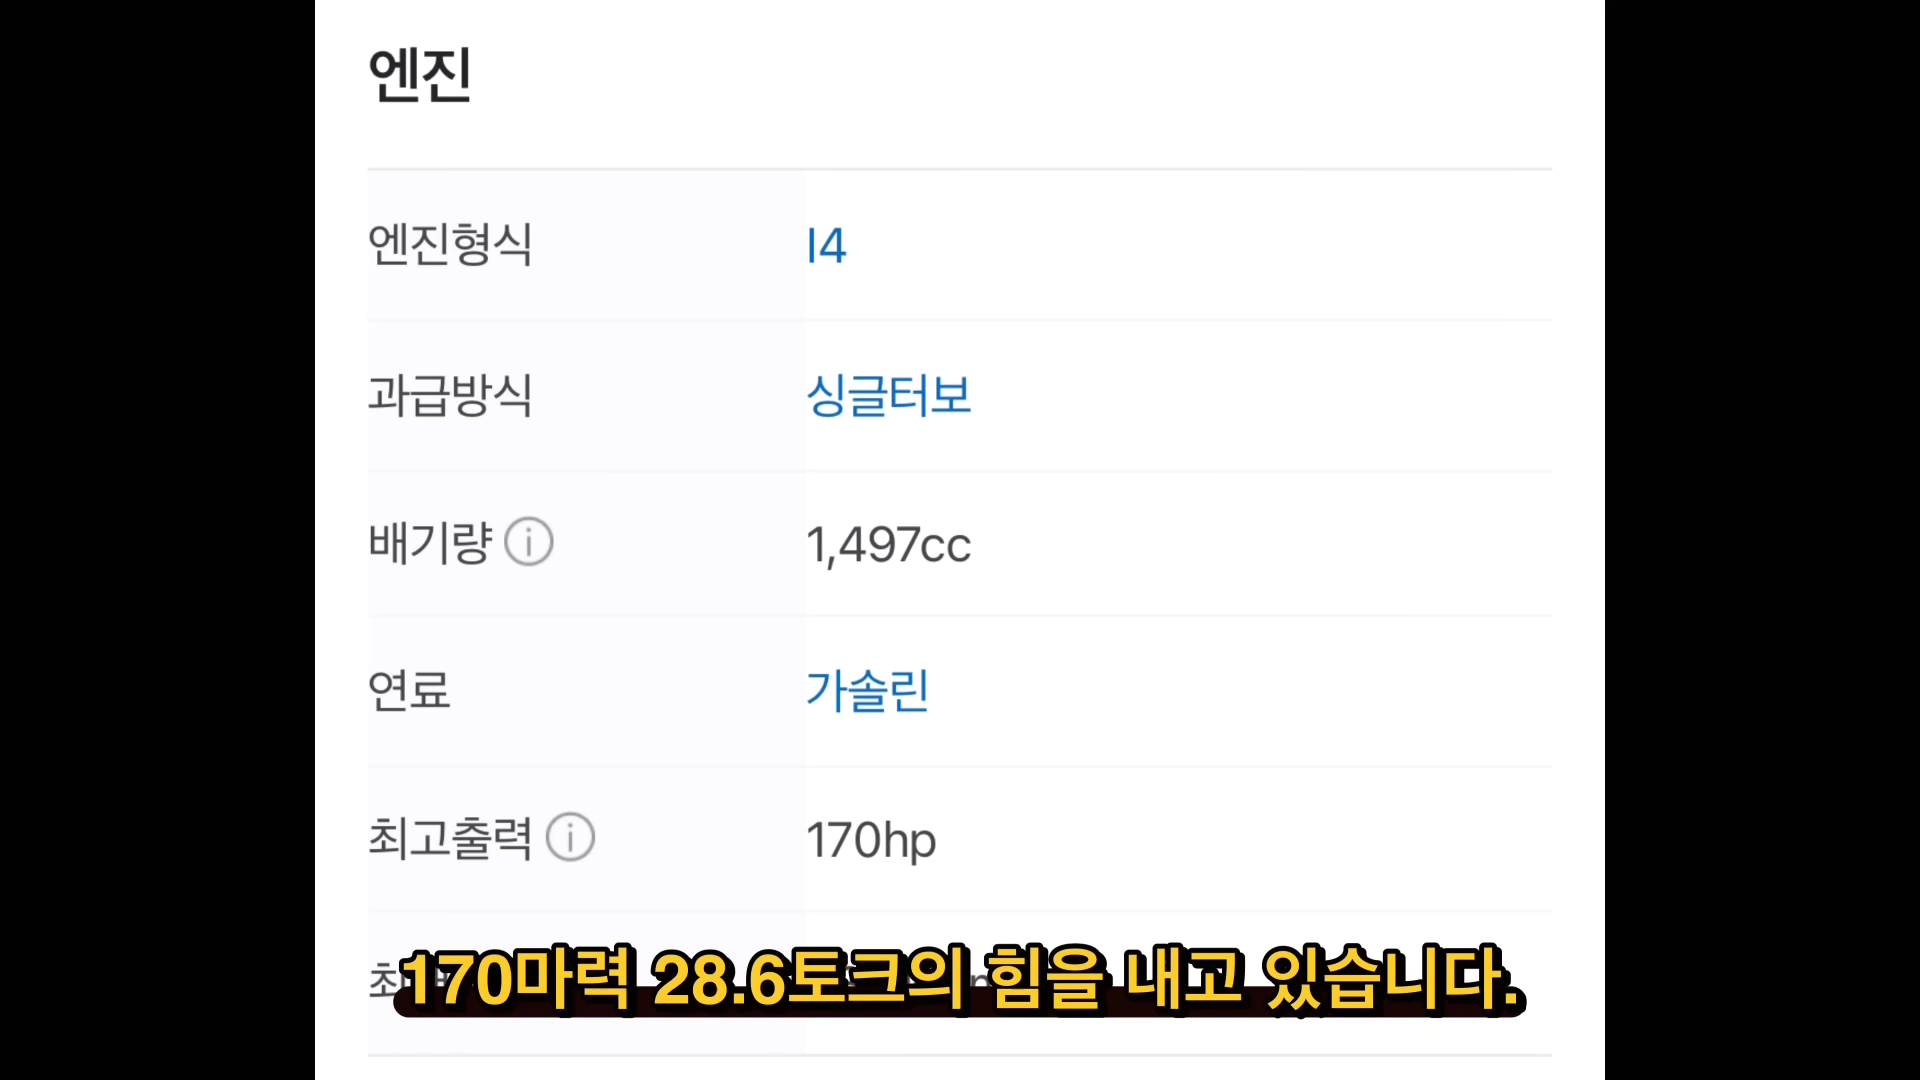 엔진
엔진형식 I4
과급방식 싱글터보
배기량 ⓘ 1,497cc
연료 가솔린
최고출력 ⓘ 170hp
170마력 28.6토크의 힘을 내고 있습니다.